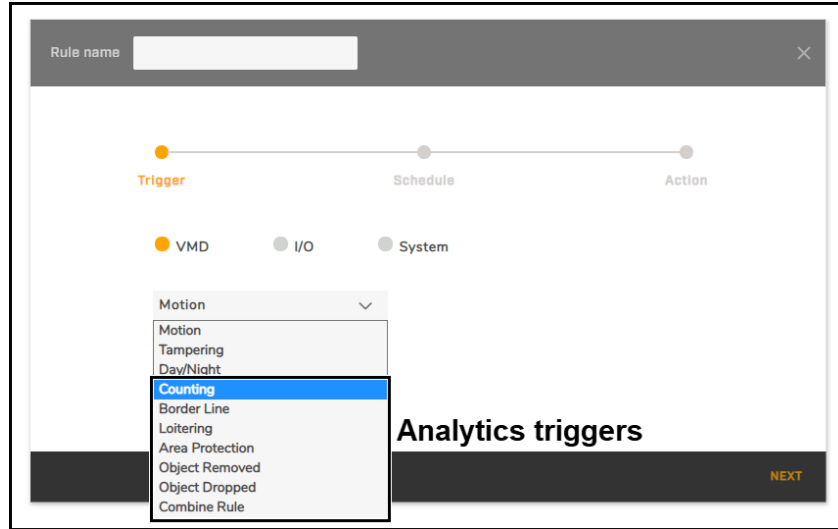 Rule name
Trigger
Schedule
Action
VMD
I/O
System
Motion
Motion
Tampering
Day/Night
Counting
Border Line
Loitering
Analytics triggers
Area Protection
Object Removed
NEXT
Object Dropped
Combine Rule